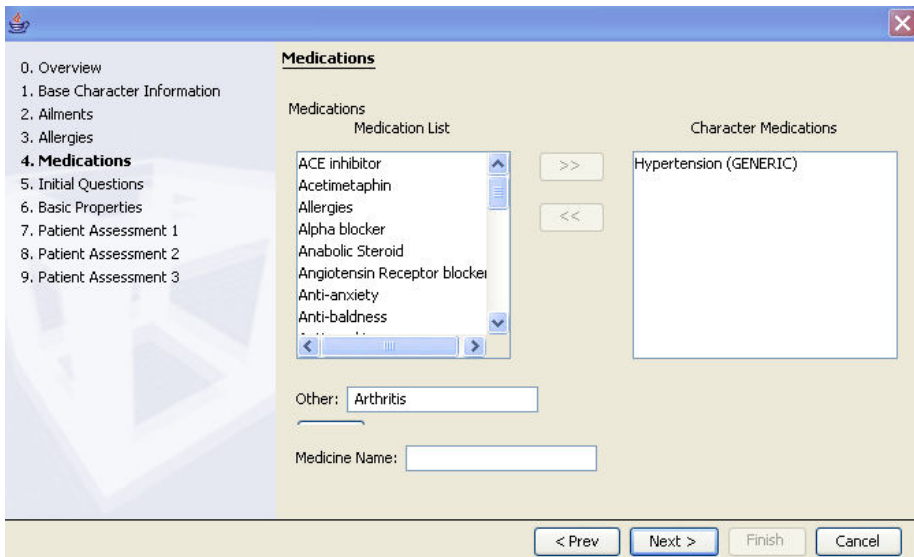 0. Overview
1. Base Character Information
2. Ailments
3. Allergies
4. Medications
5. Initial Questions
6. Basic Properties
7. Patient Assessment 1
8. Patient Assessment 2
9. Patient Assessment 3
Medications
Medications
Medication List
ACE inhibitor
Acetimetaphin
Allergies
Alpha blocker
Anabolic Steroid
Angiotensin Receptor blocker
Anti-anxiety
Anti-baldness
>>
<<
Character Medications
Hypertension (GENERIC)
Other: Arthritis
Medicine Name:
< Prev Next > Finish Cancel